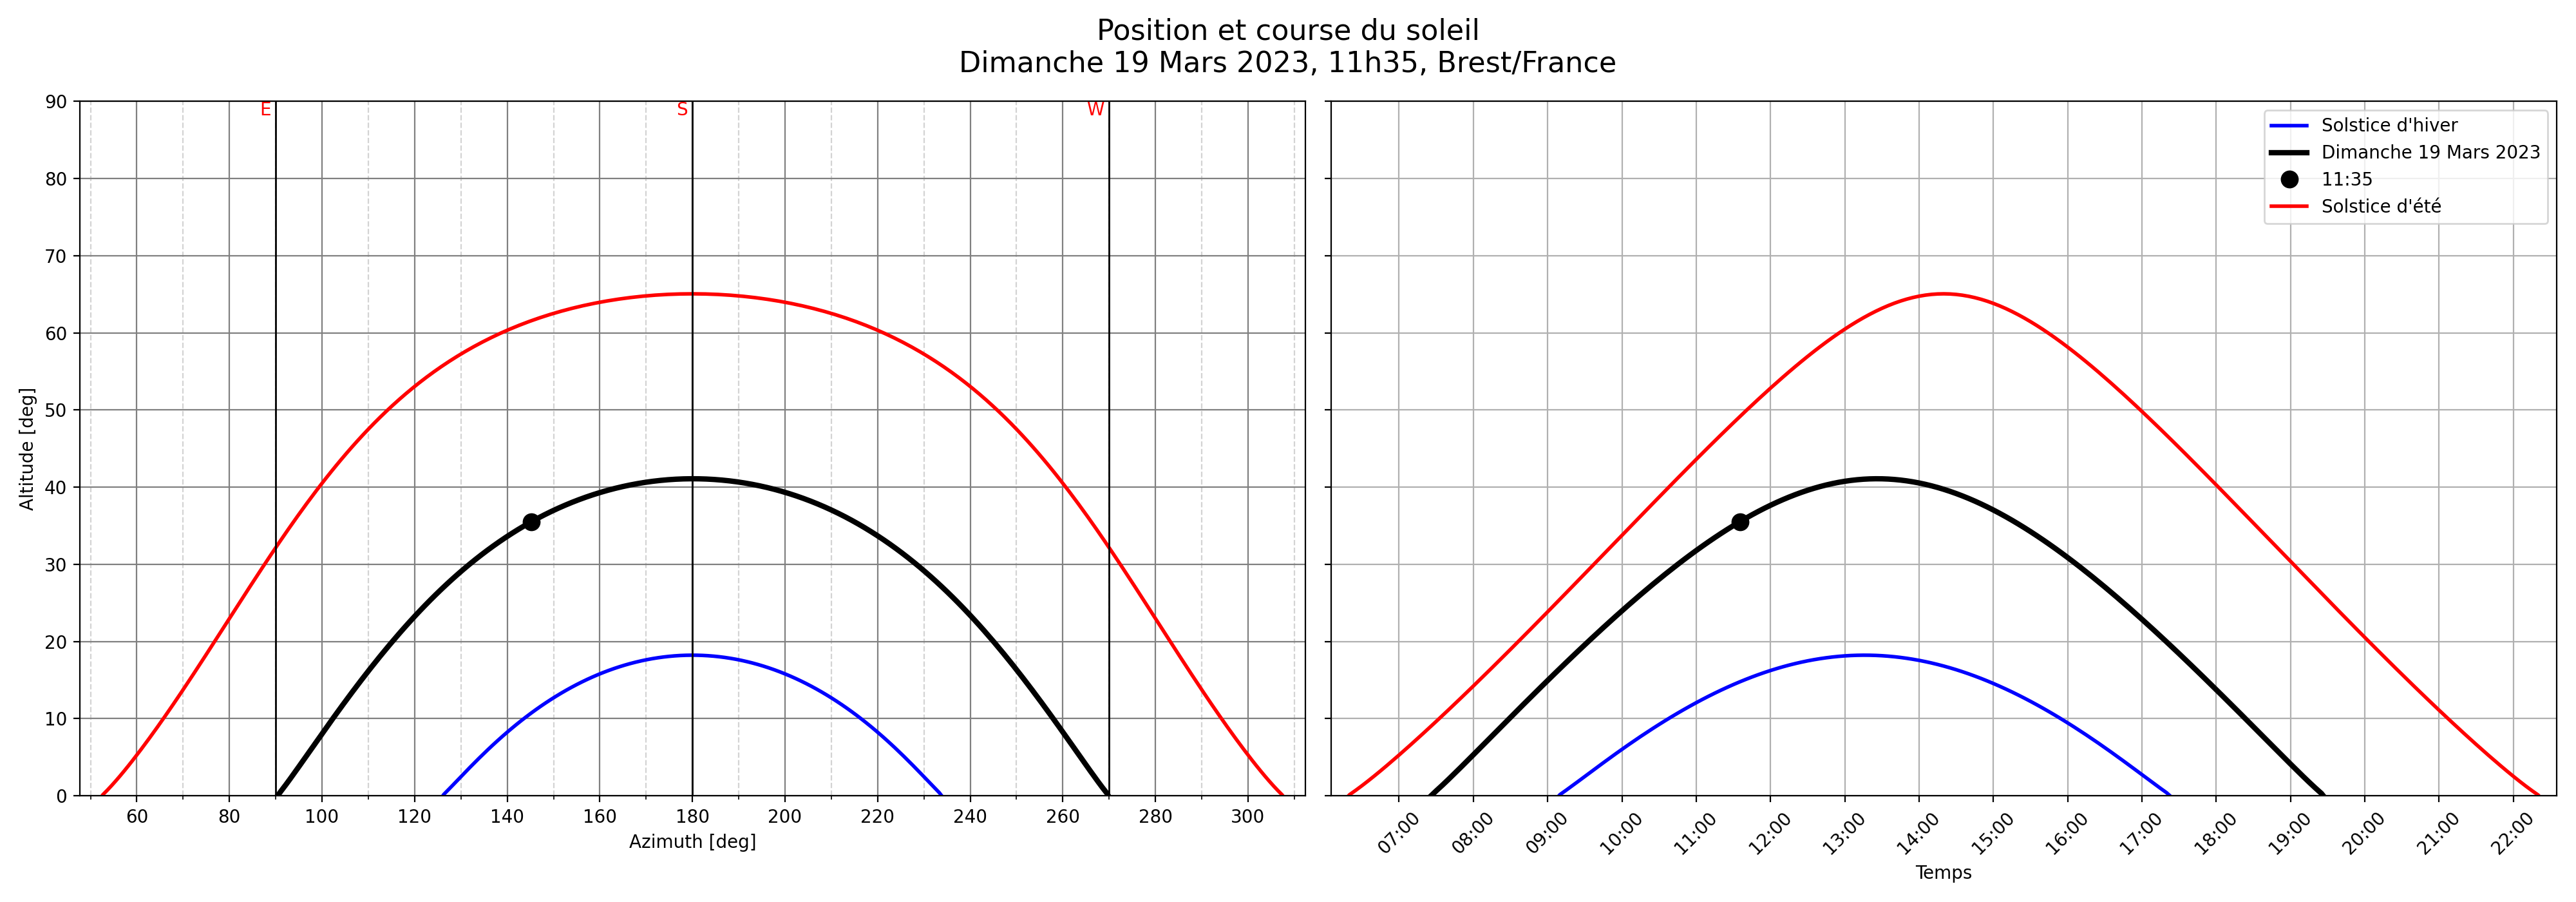 Position et course du soleil
Dimanche 19 Mars 2023, 11h35, Brest/France
E
S
W
90
80
70
60
50
40
30
20
10
0
Altitude [deg]
60 80 100 120 140 160 180 200 220 240 260 280 300
Azimuth [deg]
Solstice d'hiver
Dimanche 19 Mars 2023
11:35
Solstice d'été
07:00 08:00 09:00 10:00 11:00 12:00 13:00 14:00 15:00 16:00 17:00 18:00 19:00 20:00 21:00 22:00
Temps